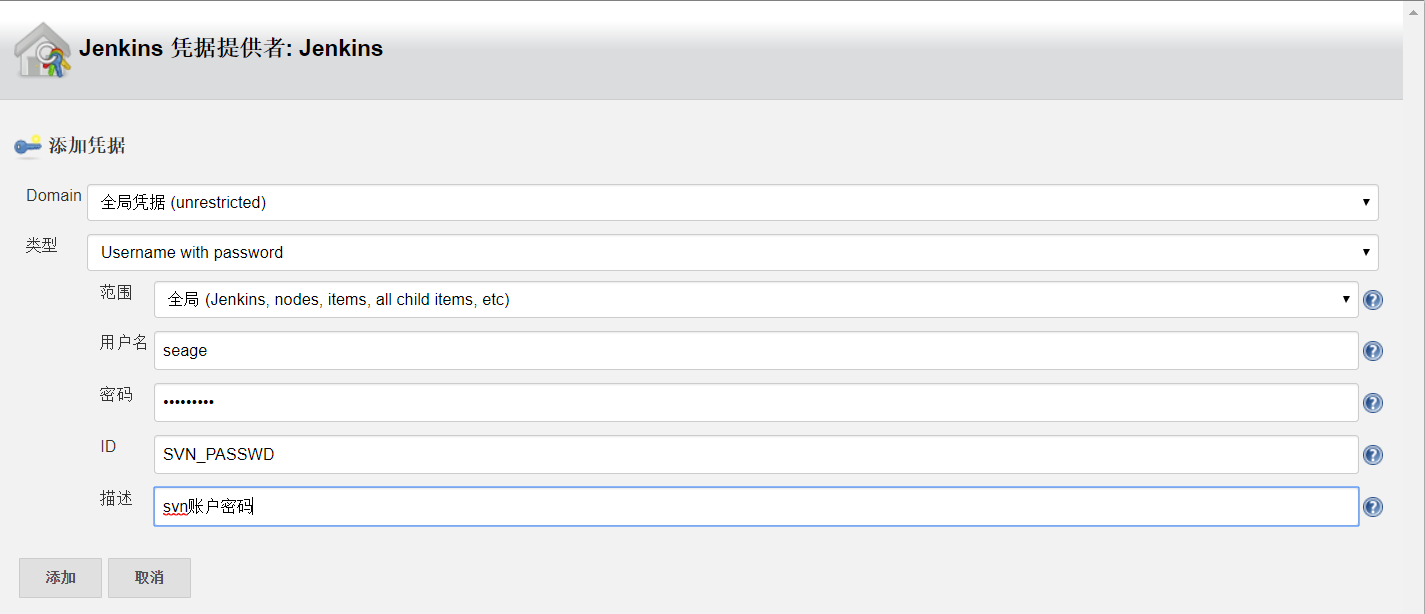 Jenkins 凭据提供者: Jenkins
添加凭据
Domain 全局凭据 (unrestricted)
类型 Username with password
范围 全局 (Jenkins, nodes, items, all child items, etc)
用户名 seage
密码 •••••••••
ID SVN_PASSWD
描述 svn账户密码
添加 取消